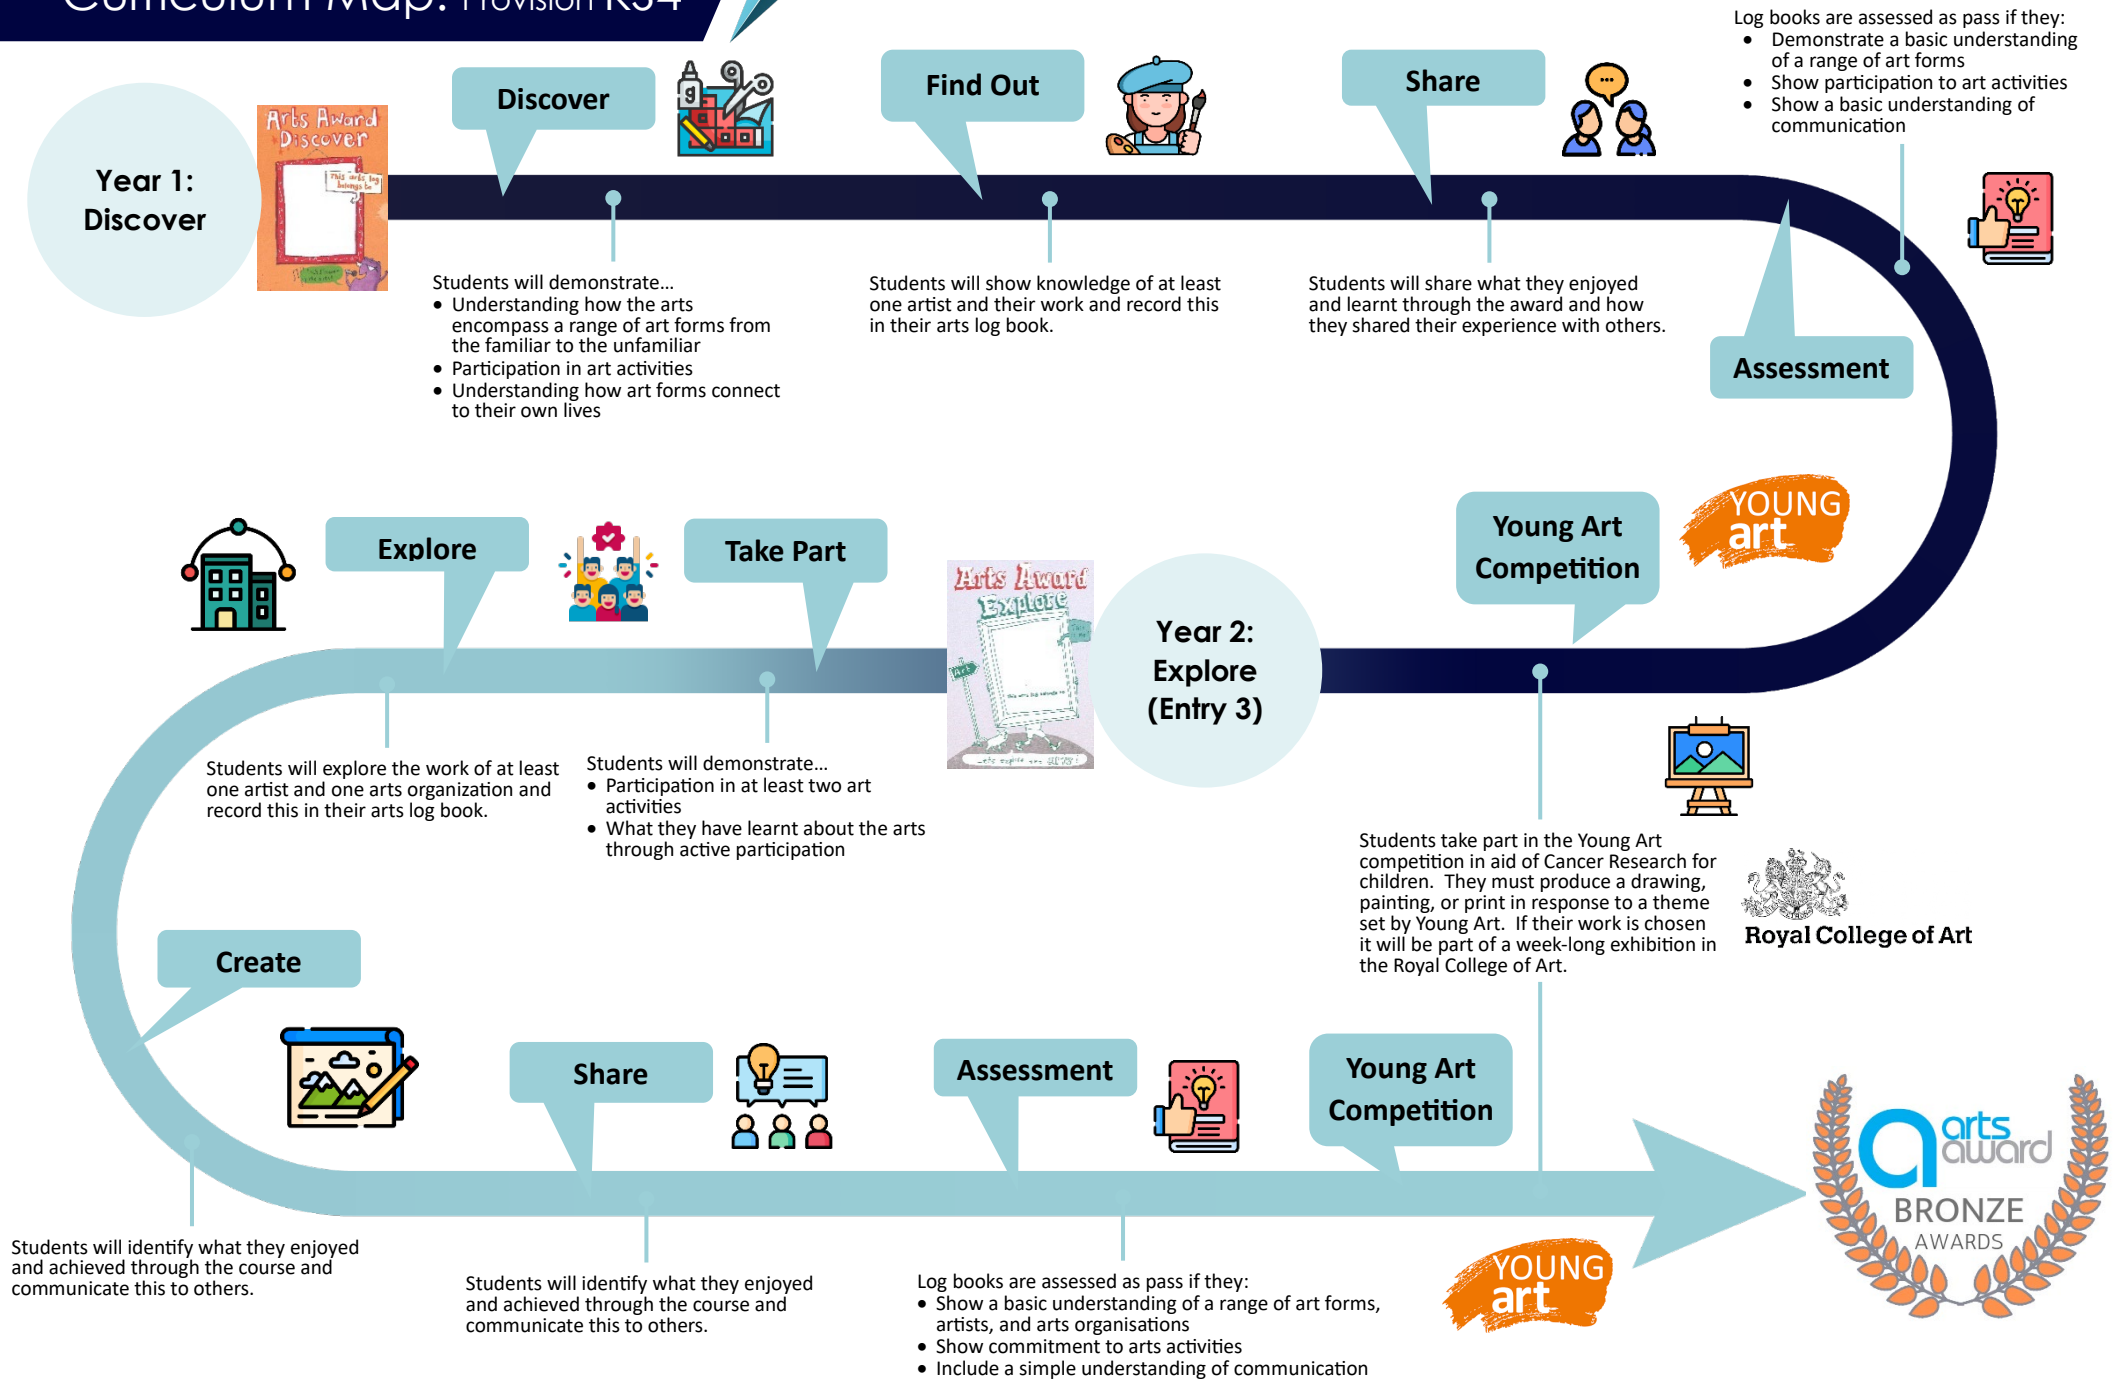 Curriculum Map: Provision KS4
Year 1:
Discover
Arts Award
Discover
This arts log
belongs to
Discover
Students will demonstrate...
• Understanding how the arts
encompass a range of art forms from
the familiar to the unfamiliar
• Participation in art activities
• Understanding how art forms connect
to their own lives
Find Out
Students will show knowledge of at least
one artist and their work and record this
in their arts log book.
Share
Students will share what they enjoyed
and learnt through the award and how
they shared their experience with others.
Log books are assessed as pass if they:
• Demonstrate a basic understanding
of a range of art forms
• Show participation to art activities
• Show a basic understanding of
communication
Assessment
Young Art
Competition
YOUNG
art
Students take part in the Young Art
competition in aid of Cancer Research for
children. They must produce a drawing,
painting, or print in response to a theme
set by Young Art. If their work is chosen
it will be part of a week-long exhibition in
the Royal College of Art.
Royal College of Art
Year 2:
Explore
(Entry 3)
Arts Award
Explore
Art
Take Part
Students will demonstrate...
• Participation in at least two art
activities
• What they have learnt about the arts
through active participation
Explore
Students will explore the work of at least
one artist and one arts organization and
record this in their arts log book.
Create
Students will identify what they enjoyed
and achieved through the course and
communicate this to others.
Share
Students will identify what they enjoyed
and achieved through the course and
communicate this to others.
Assessment
Log books are assessed as pass if they:
• Show a basic understanding of a range of art forms,
artists, and arts organisations
• Show commitment to arts activities
• Include a simple understanding of communication
Young Art
Competition
YOUNG
art
arts
award
BRONZE
AWARDS